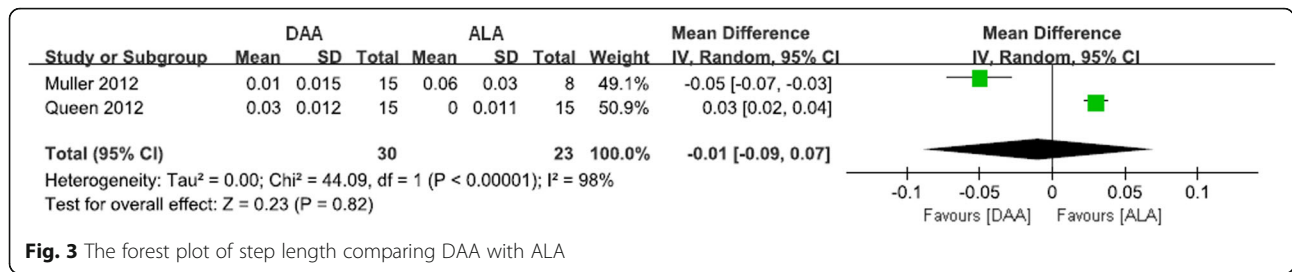 DAA ALA Mean Difference Mean Difference
Study or Subgroup Mean SD Total Mean SD Total Weight IV, Random, 95% CI IV, Random, 95% CI
Muller 2012 0.01 0.015 15 0.06 0.03 8 49.1% -0.05 [-0.07, -0.03]
Queen 2012 0.03 0.012 15 0 0.011 15 50.9% 0.03 [0.02, 0.04]
Total (95% CI) 30 23 100.0% -0.01 [-0.09, 0.07]
Heterogeneity: Tau² = 0.00; Chi² = 44.09, df = 1 (P < 0.00001); I² = 98%
Test for overall effect: Z = 0.23 (P = 0.82)
-0.1 -0.05 0 0.05 0.1
Favours [DAA] Favours [ALA]
Fig. 3 The forest plot of step length comparing DAA with ALA